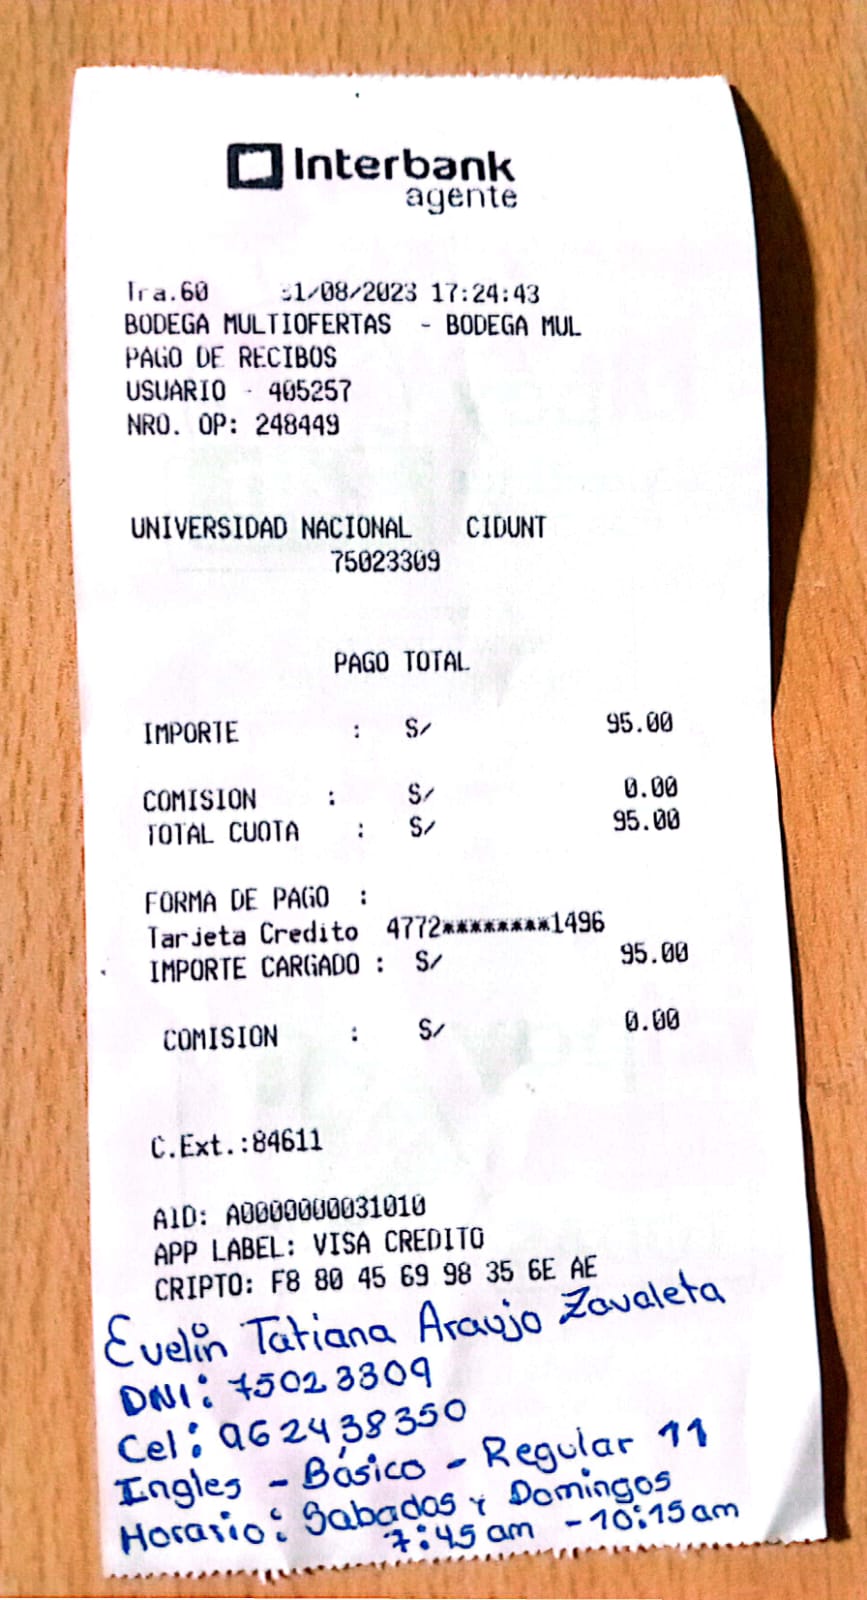 Interbank
agente
Tra.60 31/08/2023 17:24:43
BODEGA MULTIOFERTAS - BODEGA MUL
PAGO DE RECIBOS
USUARIO - 405257
NRO. OP: 248449
UNIVERSIDAD NACIONAL CIDUNT
75023309
PAGO TOTAL
IMPORTE : S/ 95.00
COMISION : S/ 0.00
TOTAL CUOTA : S/ 95.00
FORMA DE PAGO :
Tarjeta Credito 4772********1496
IMPORTE CARGADO : S/ 95.00
COMISION : S/ 0.00
C.Ext.:84611
AID: A0000000031010
APP LABEL: VISA CREDITO
CRIPTO: F8 80 45 69 98 35 6E AE
Evelin Tatiana Araujo Zavaleta
DNI: 75023309
Cel: 962438350
Ingles - Básico - Regular 11
Horario: Sabados y Domingos
7:45 am - 10:15 am